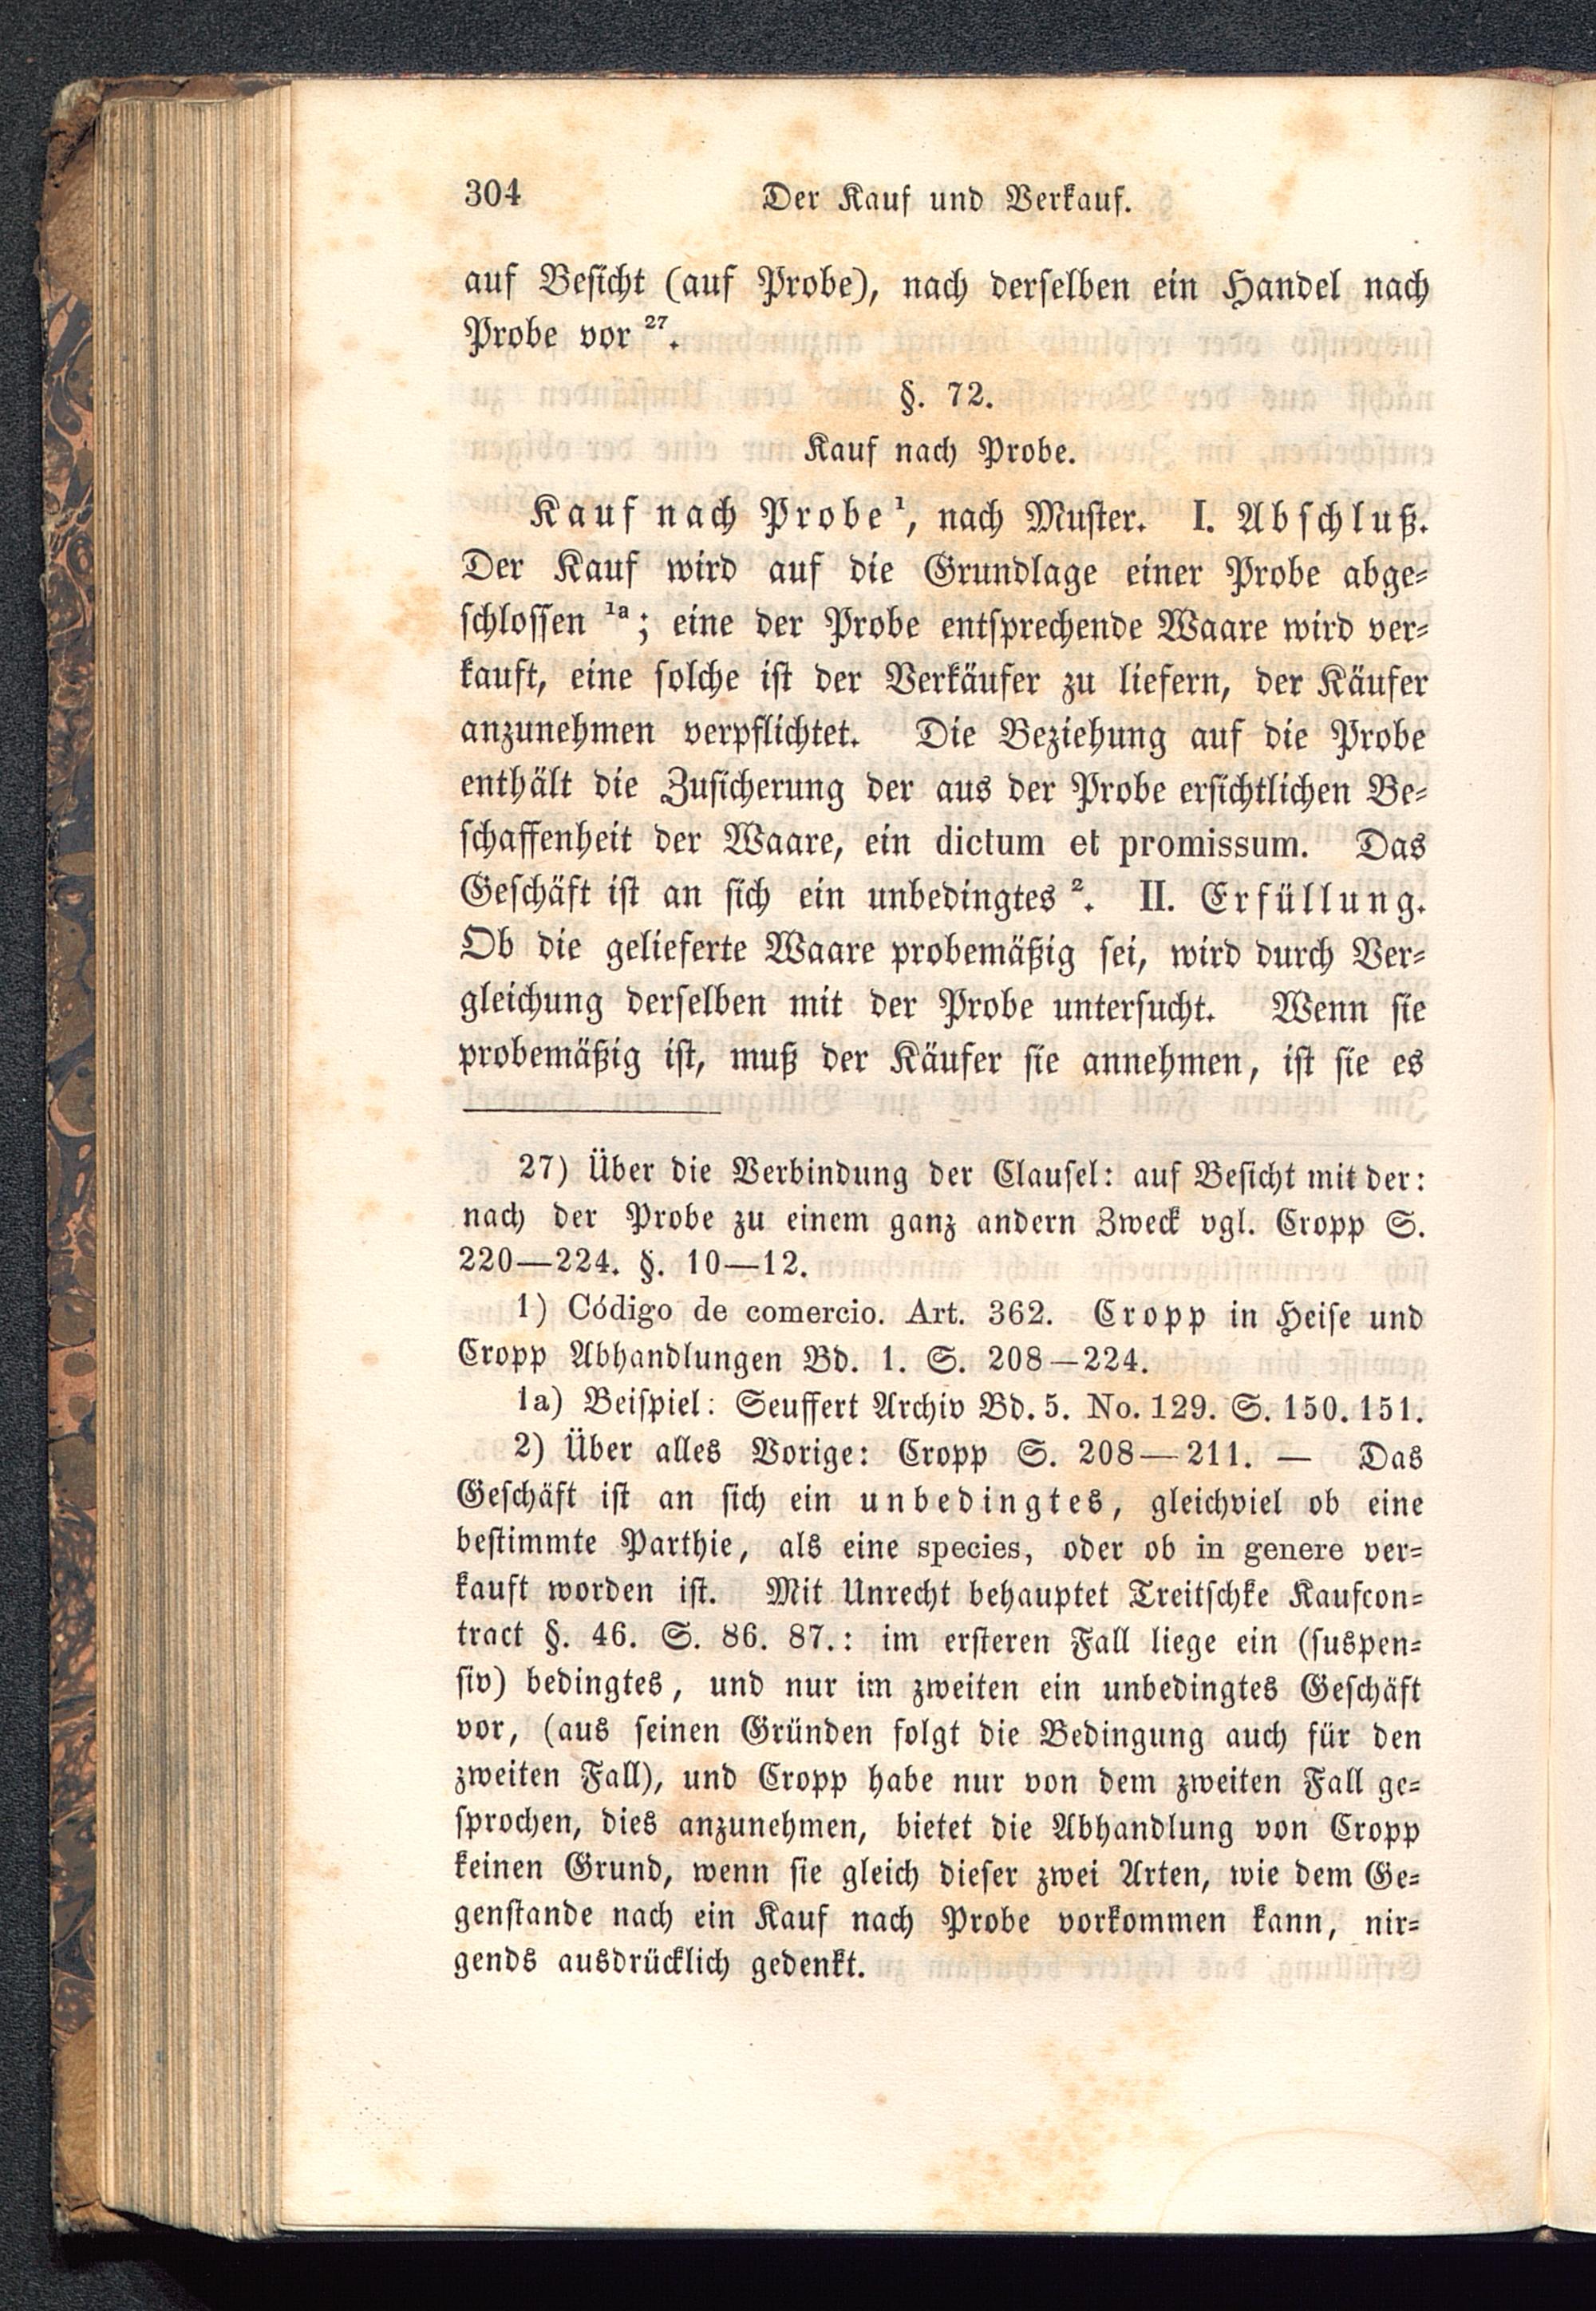 304 Der Kauf und Verkauf.
auf Besicht (auf Probe), nach derselben ein Handel nach
Probe vor 27.
§. 72.
Kauf nach Probe.
Kauf nach Probe 1, nach Muster. I. Abschluß.
Der Kauf wird auf die Grundlage einer Probe abge-
schlossen 1a; eine der Probe entsprechende Waare wird ver-
kauft, eine solche ist der Verkäufer zu liefern, der Käufer
anzunehmen verpflichtet. Die Beziehung auf die Probe
enthält die Zusicherung der aus der Probe ersichtlichen Be-
schaffenheit der Waare, ein dictum et promissum. Das
Geschäft ist an sich ein unbedingtes 2. II. Erfüllung.
Ob die gelieferte Waare probemäßig sei, wird durch Ver-
gleichung derselben mit der Probe untersucht. Wenn sie
probemäßig ist, muß der Käufer sie annehmen, ist sie es
27) Über die Verbindung der Clausel: auf Besicht mit der:
nach der Probe zu einem ganz andern Zweck vgl. Cropp S.
220—224. §. 10—12.
1) Código de comercio. Art. 362. Cropp in Heise und
Cropp Abhandlungen Bd. 1. S. 208—224.
1a) Beispiel: Seuffert Archiv Bd. 5. No. 129. S. 150. 151.
2) Über alles Vorige: Cropp S. 208—211. — Das
Geschäft ist an sich ein unbedingtes, gleichviel ob eine
bestimmte Parthie, als eine species, oder ob in genere ver-
kauft worden ist. Mit Unrecht behauptet Treitschke Kaufcon-
tract §. 46. S. 86. 87.: im ersteren Fall liege ein (suspen-
siv) bedingtes, und nur im zweiten ein unbedingtes Geschäft
vor, (aus seinen Gründen folgt die Bedingung auch für den
zweiten Fall), und Cropp habe nur von dem zweiten Fall ge-
sprochen, dies anzunehmen, bietet die Abhandlung von Cropp
keinen Grund, wenn sie gleich dieser zwei Arten, wie dem Ge-
genstande nach ein Kauf nach Probe vorkommen kann, nir-
gends ausdrücklich gedenkt.